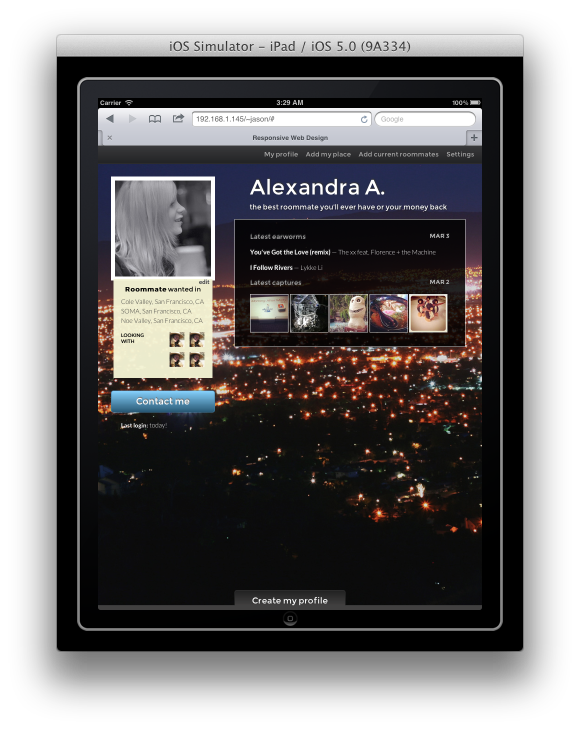 iOS Simulator – iPad / iOS 5.0 (9A334)
Carrier 3:29 AM 100%
192.168.1.145/~jason/# Google
Responsive Web Design
My profile Add my place Add current roommates Settings
Alexandra A.
the best roommate you'll ever have or your money back
Latest earworms MAR 3
You've Got the Love (remix) — The xx feat. Florence + the Machine
I Follow Rivers — Lykke Li
Latest captures MAR 2
edit
Roommate wanted in
Cole Valley, San Francisco, CA
SOMA, San Francisco, CA
Noe Valley, San Francisco, CA
LOOKING
WITH
Contact me
Last login: today!
Create my profile